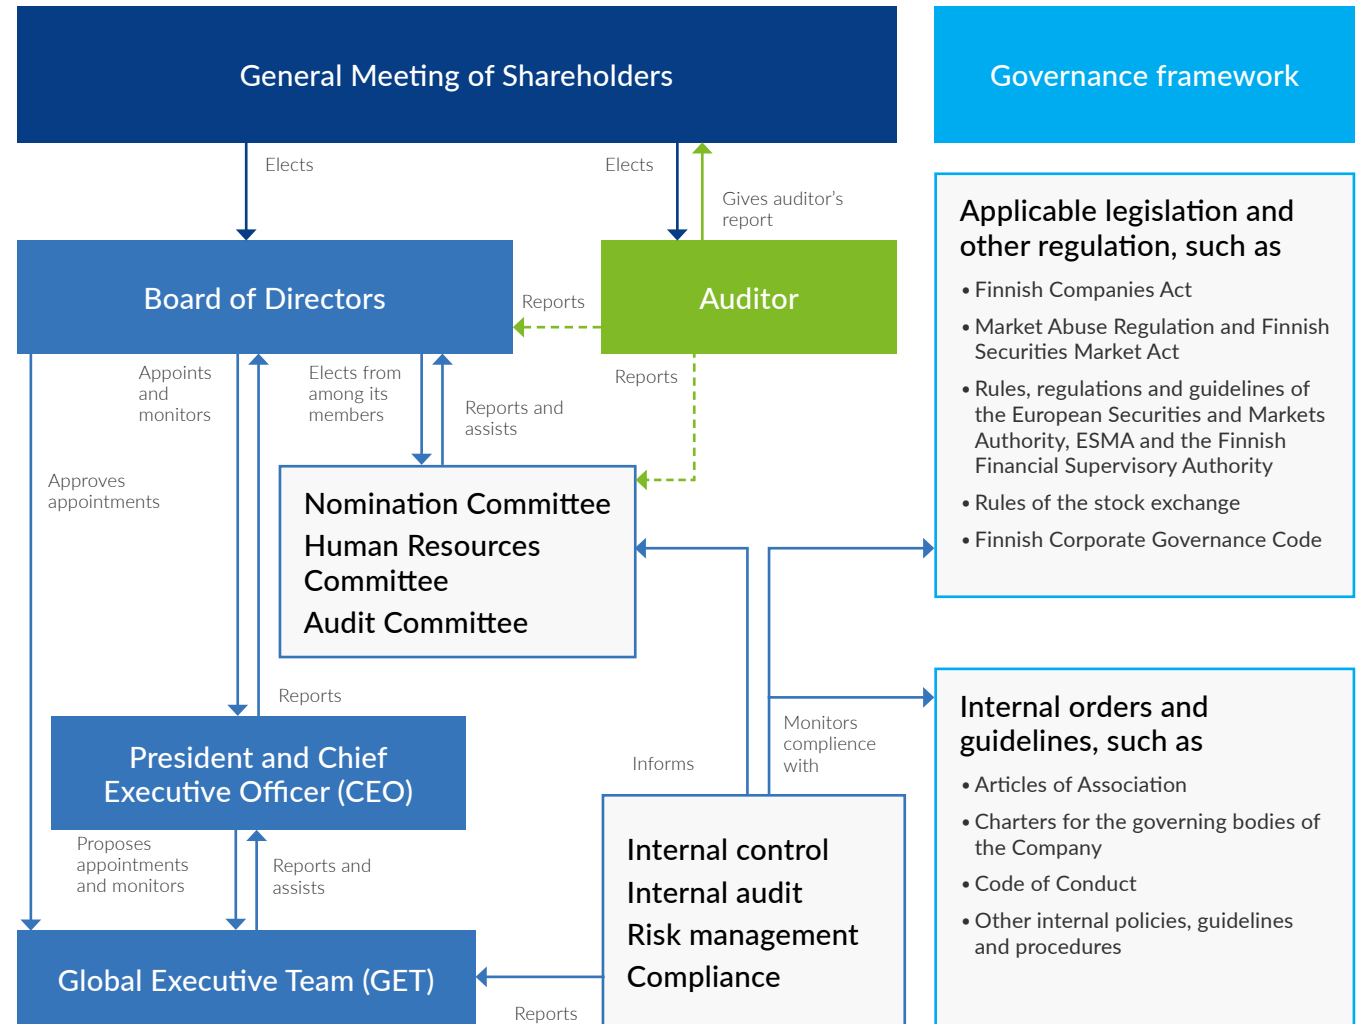 General Meeting of Shareholders
Governance framework
Elects
Elects
Gives auditor's
report
Board of Directors
Reports
Auditor
Appoints
and
monitors
Elects from
among its
members
Reports and
assists
Reports
Approves
appointments
Nomination Committee
Human Resources
Committee
Audit Committee
Reports
President and Chief
Executive Officer (CEO)
Proposes
appointments
and monitors
Reports and
assists
Global Executive Team (GET)
Informs
Monitors
complience
with
Internal control
Internal audit
Risk management
Compliance
Reports
Applicable legislation and
other regulation, such as
• Finnish Companies Act
• Market Abuse Regulation and Finnish
Securities Market Act
• Rules, regulations and guidelines of
the European Securities and Markets
Authority, ESMA and the Finnish
Financial Supervisory Authority
• Rules of the stock exchange
• Finnish Corporate Governance Code
Internal orders and
guidelines, such as
• Articles of Association
• Charters for the governing bodies of
the Company
• Code of Conduct
• Other internal policies, guidelines
and procedures